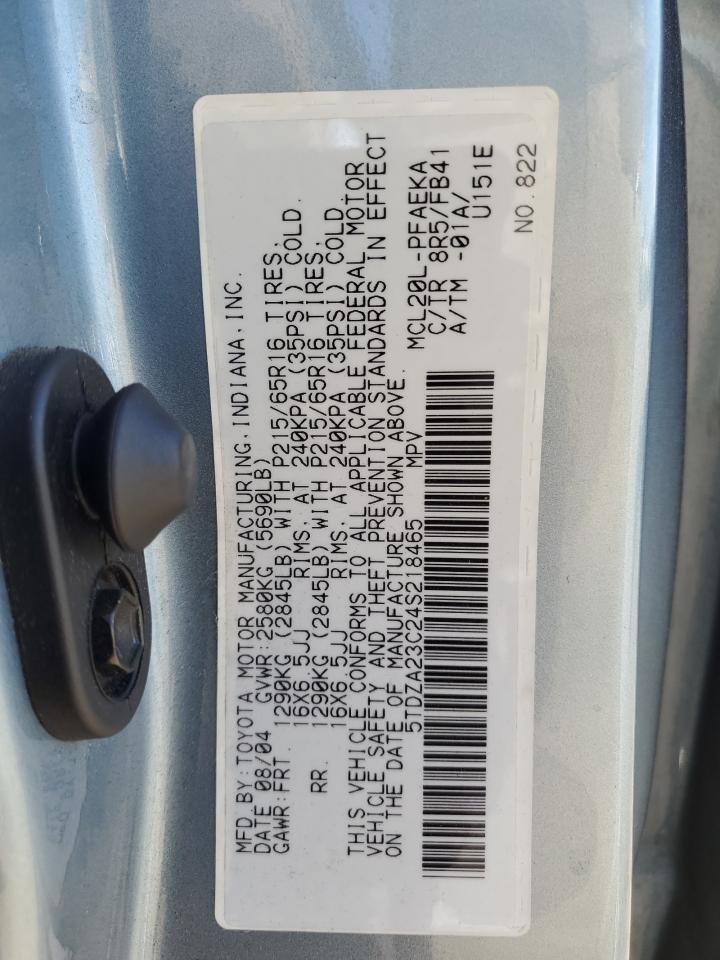 MFD.BY:TOYOTA MOTOR MANUFACTURING,INDIANA,INC.
DATE 08/04 GVWR:2580KG (5690LB)
GAWR:FRT. 1290KG (2845LB) WITH P215/65R16 TIRES,
16X6.5JJ RIMS, AT 240KPA (35PSI) COLD.
RR. 1290KG (2845LB) WITH P215/65R16 TIRES,
16X6.5JJ RIMS, AT 240KPA (35PSI) COLD.
THIS VEHICLE CONFORMS TO ALL APPLICABLE FEDERAL MOTOR
VEHICLE SAFETY AND THEFT PREVENTION STANDARDS IN EFFECT
ON THE DATE OF MANUFACTURE SHOWN ABOVE.
5TDZA23C24S218465 MPV
MCL20L-PFAEKA
C/TR 8R5/FB41
A/TM -01A/
U151E
NO.822